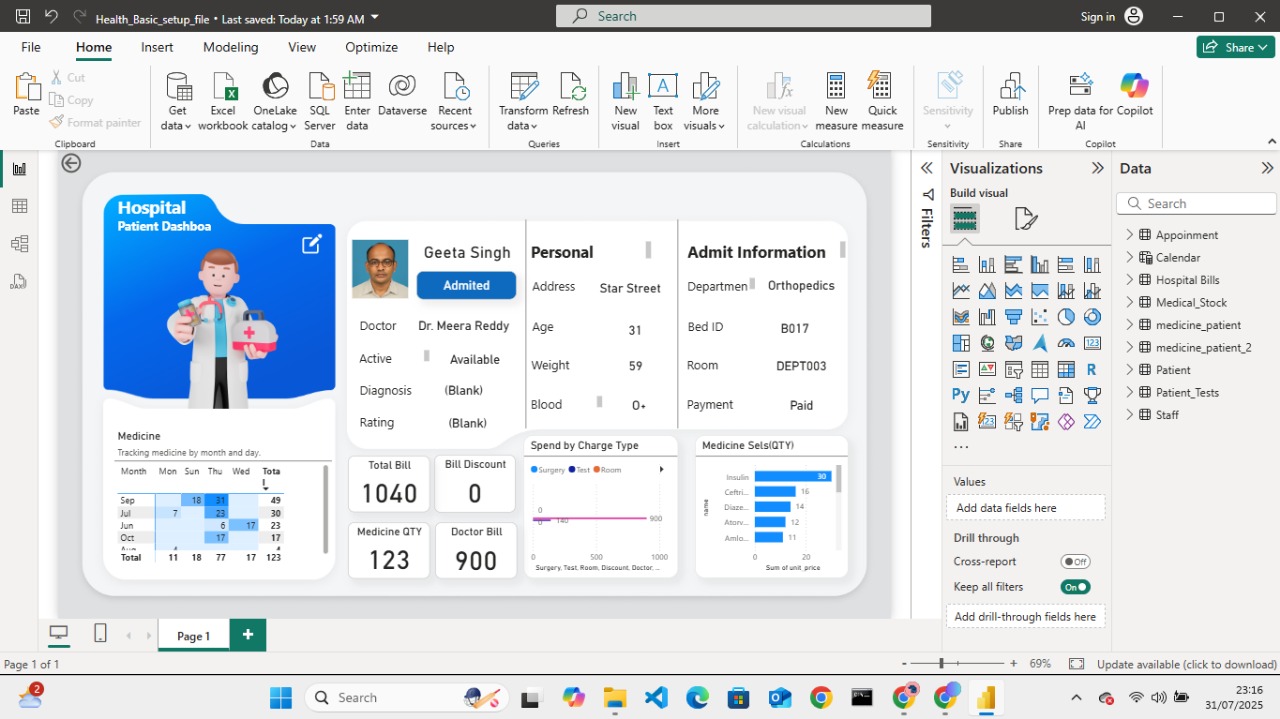 Health_Basic_setup_file • Last saved: Today at 1:59 AM
Search
Sign in
File Home Insert Modeling View Optimize Help
Share
Paste
Cut
Copy
Format painter
Clipboard
Get data
Excel workbook
OneLake catalog
SQL Server
Enter data
Dataverse
Recent sources
Data
Transform data
Refresh
Queries
New visual
Text box
More visuals
Insert
New visual calculation
New measure
Quick measure
Calculations
Sensitivity
Sensitivity
Publish
Share
Prep data for AI
Copilot
Copilot
Hospital
Patient Dashboa
Geeta Singh
Admited
Doctor Dr. Meera Reddy
Active Available
Diagnosis (Blank)
Rating (Blank)
Personal
Address Star Street
Age 31
Weight 59
Blood O+
Admit Information
Departmen Orthopedics
Bed ID B017
Room DEPT003
Payment Paid
Medicine
Tracking medicine by month and day.
Month Mon Sun Thu Wed Tota
l
Sep 18 31 49
Jul 7 23 30
Jun 6 17 23
Oct 17 17
Aug 4 4
Total 11 18 77 17 123
Total Bill
1040
Bill Discount
0
Medicine QTY
123
Doctor Bill
900
Spend by Charge Type
Surgery Test Room
0
0 140 900
0 500 1000
Surgery, Test, Room, Discount, Doctor, ...
Medicine Sels(QTY)
name
Insulin 30
Ceftri... 16
Diaze... 14
Atorv... 12
Amlo... 11
0 20
Sum of unit_price
Filters
Visualizations
Build visual
R
Py
123
...
Values
Add data fields here
Drill through
Cross-report Off
Keep all filters On
Add drill-through fields here
Data
Search
Appoinment
Calendar
Hospital Bills
Medical_Stock
medicine_patient
medicine_patient_2
Patient
Patient_Tests
Staff
Page 1
Page 1 of 1
- + 69%
Update available (click to download)
2
Search
23:16
31/07/2025